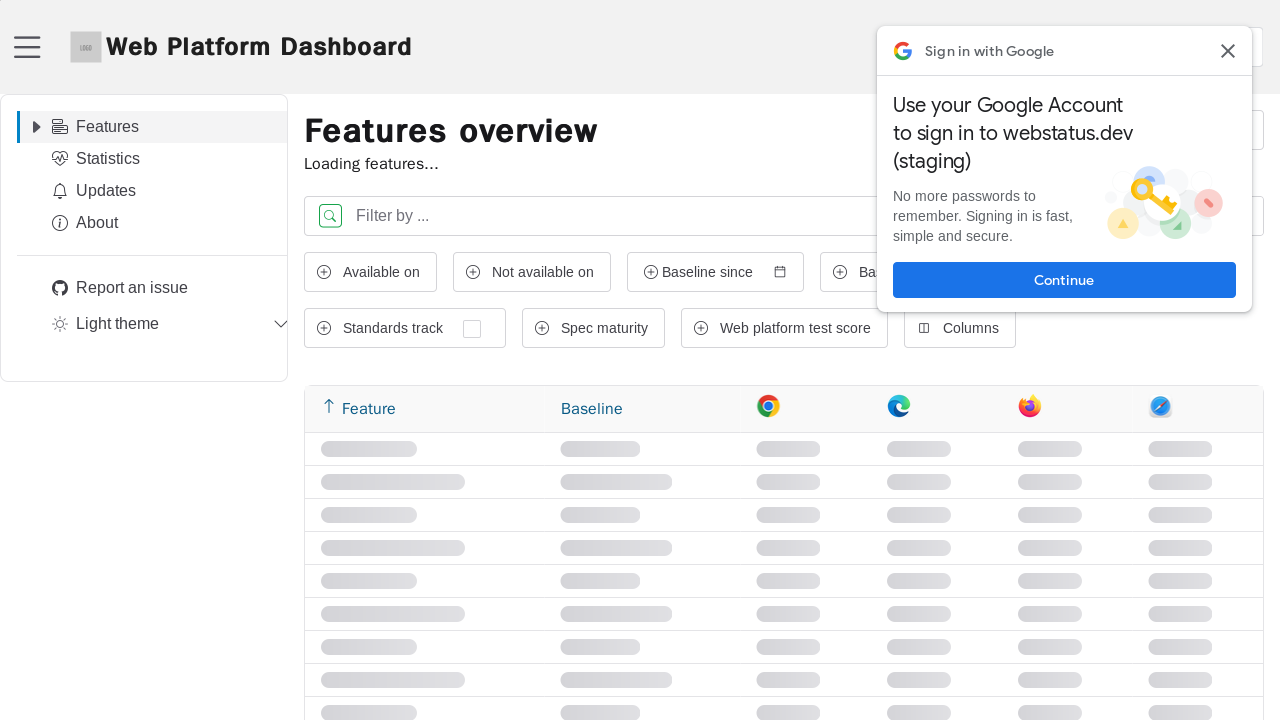 LOGO
Web Platform Dashboard
Features
Statistics
Updates
About
Report an issue
Light theme
Features overview
Loading features...
Filter by ...
Available on
Not available on
Baseline since
Bas
Standards track
Spec maturity
Web platform test score
Columns
Feature
Baseline
Sign in with Google
Use your Google Account
to sign in to webstatus.dev
(staging)
No more passwords to
remember. Signing in is fast,
simple and secure.
Continue